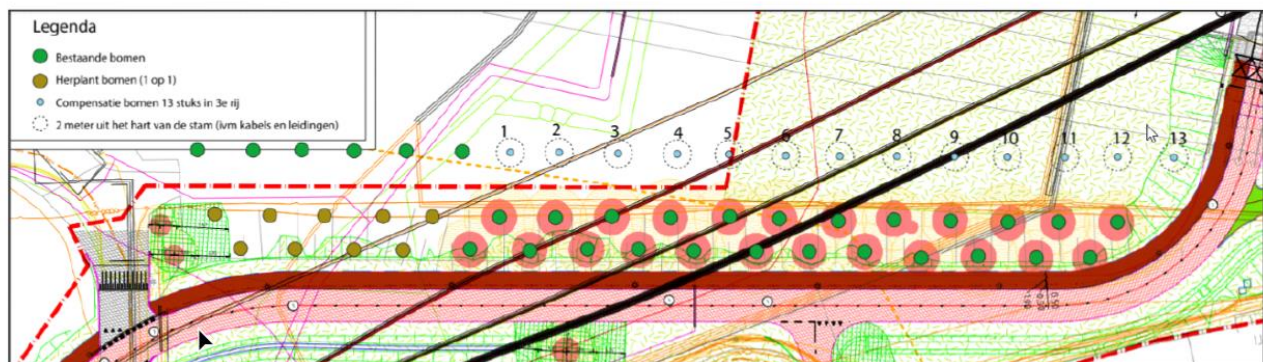 Legenda
Bestaande bomen
Herplant bomen (1 op 1)
Compensatie bomen 13 stuks in 3e rij
2 meter uit het hart van de stam (ivm kabels en leidingen)
1 2 3 4 5 6 7 8 9 10 11 12 13